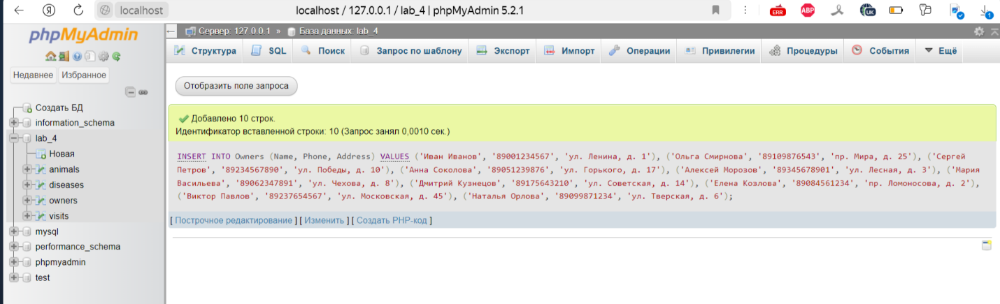 localhost
localhost / 127.0.0.1 / lab_4 | phpMyAdmin 5.2.1
ERR
ABP
UK
1
phpMyAdmin
Недавнее Избранное
Создать БД
information_schema
lab_4
Новая
animals
diseases
owners
visits
mysql
performance_schema
phpmyadmin
test
Сервер: 127.0.0.1 » База данных: lab_4
Структура SQL Поиск Запрос по шаблону Экспорт Импорт Операции Привилегии Процедуры События Ещё
Отобразить поле запроса
Добавлено 10 строк.
Идентификатор вставленной строки: 10 (Запрос занял 0,0010 сек.)
INSERT INTO Owners (Name, Phone, Address) VALUES ('Иван Иванов', '89001234567', 'ул. Ленина, д. 1'), ('Ольга Смирнова', '89109876543', 'пр. Мира, д. 25'), ('Сергей
Петров', '89234567890', 'ул. Победы, д. 10'), ('Анна Соколова', '89051239876', 'ул. Горького, д. 17'), ('Алексей Морозов', '89345678901', 'ул. Лесная, д. 3'), ('Мария
Васильева', '89062347891', 'ул. Чехова, д. 8'), ('Дмитрий Кузнецов', '89175643210', 'ул. Советская, д. 14'), ('Елена Козлова', '89084561234', 'пр. Ломоносова, д. 2'),
('Виктор Павлов', '89237654567', 'ул. Московская, д. 45'), ('Наталья Орлова', '89099871234', 'ул. Тверская, д. 6');
[ Построчное редактирование ] [ Изменить ] [ Создать PHP-код ]